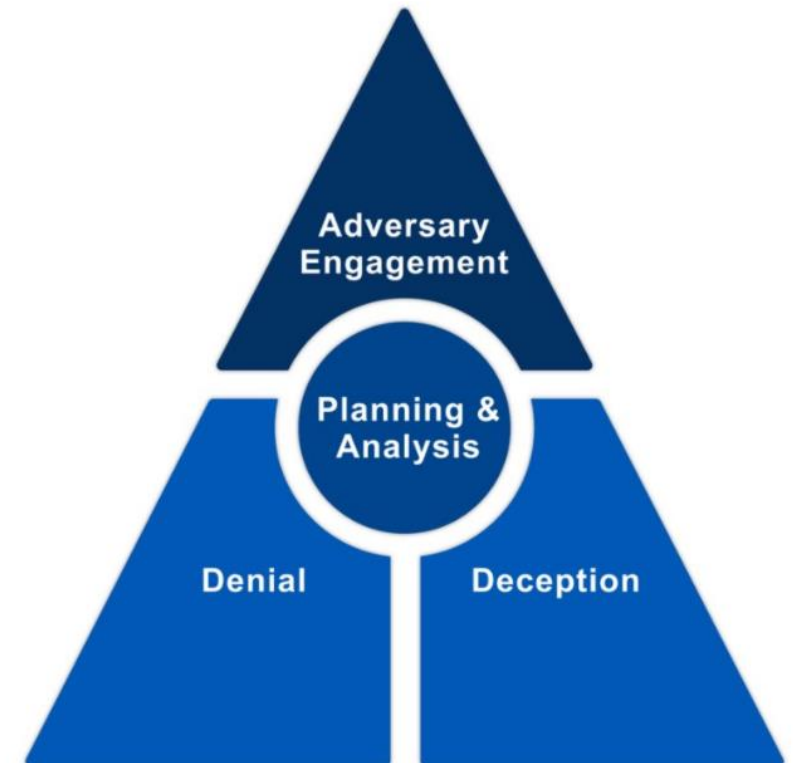 Adversary
Engagement
Planning &
Analysis
Denial
Deception